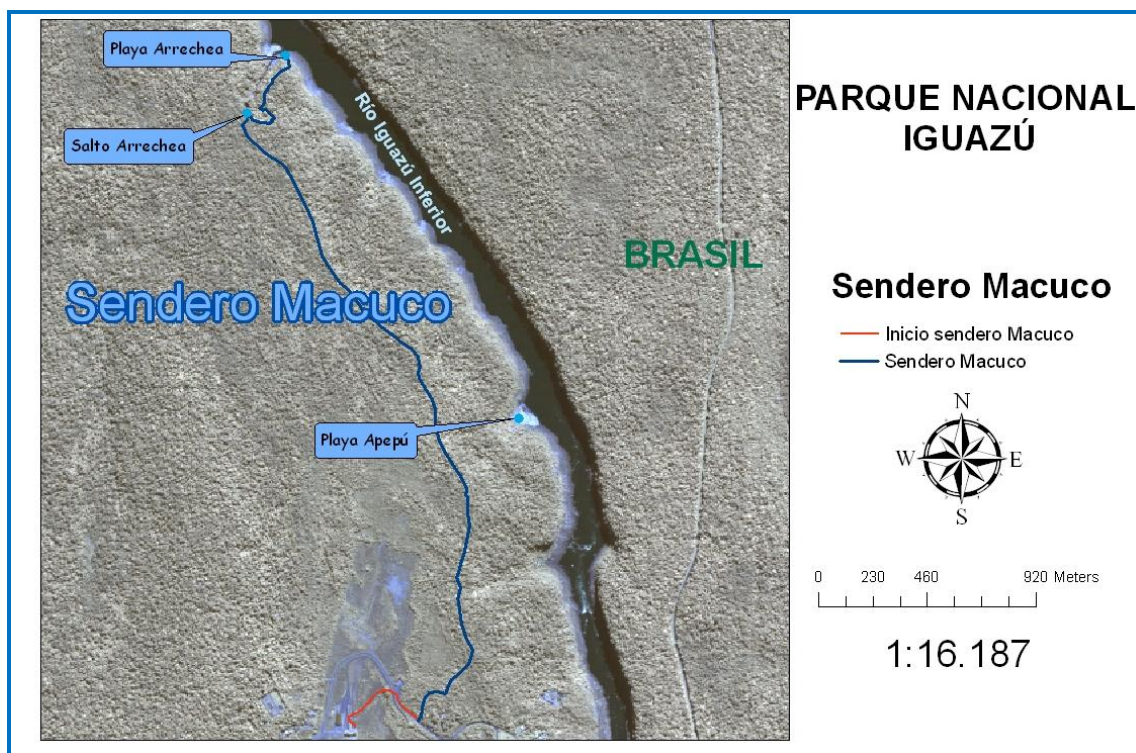 Playa Arrechea
Salto Arrechea
Río Iguazú Inferior
BRASIL
Sendero Macuco
Playa Apepú
PARQUE NACIONAL
IGUAZÚ
Sendero Macuco
Inicio sendero Macuco
Sendero Macuco
N
W E
S
0 230 460 920 Meters
1:16.187